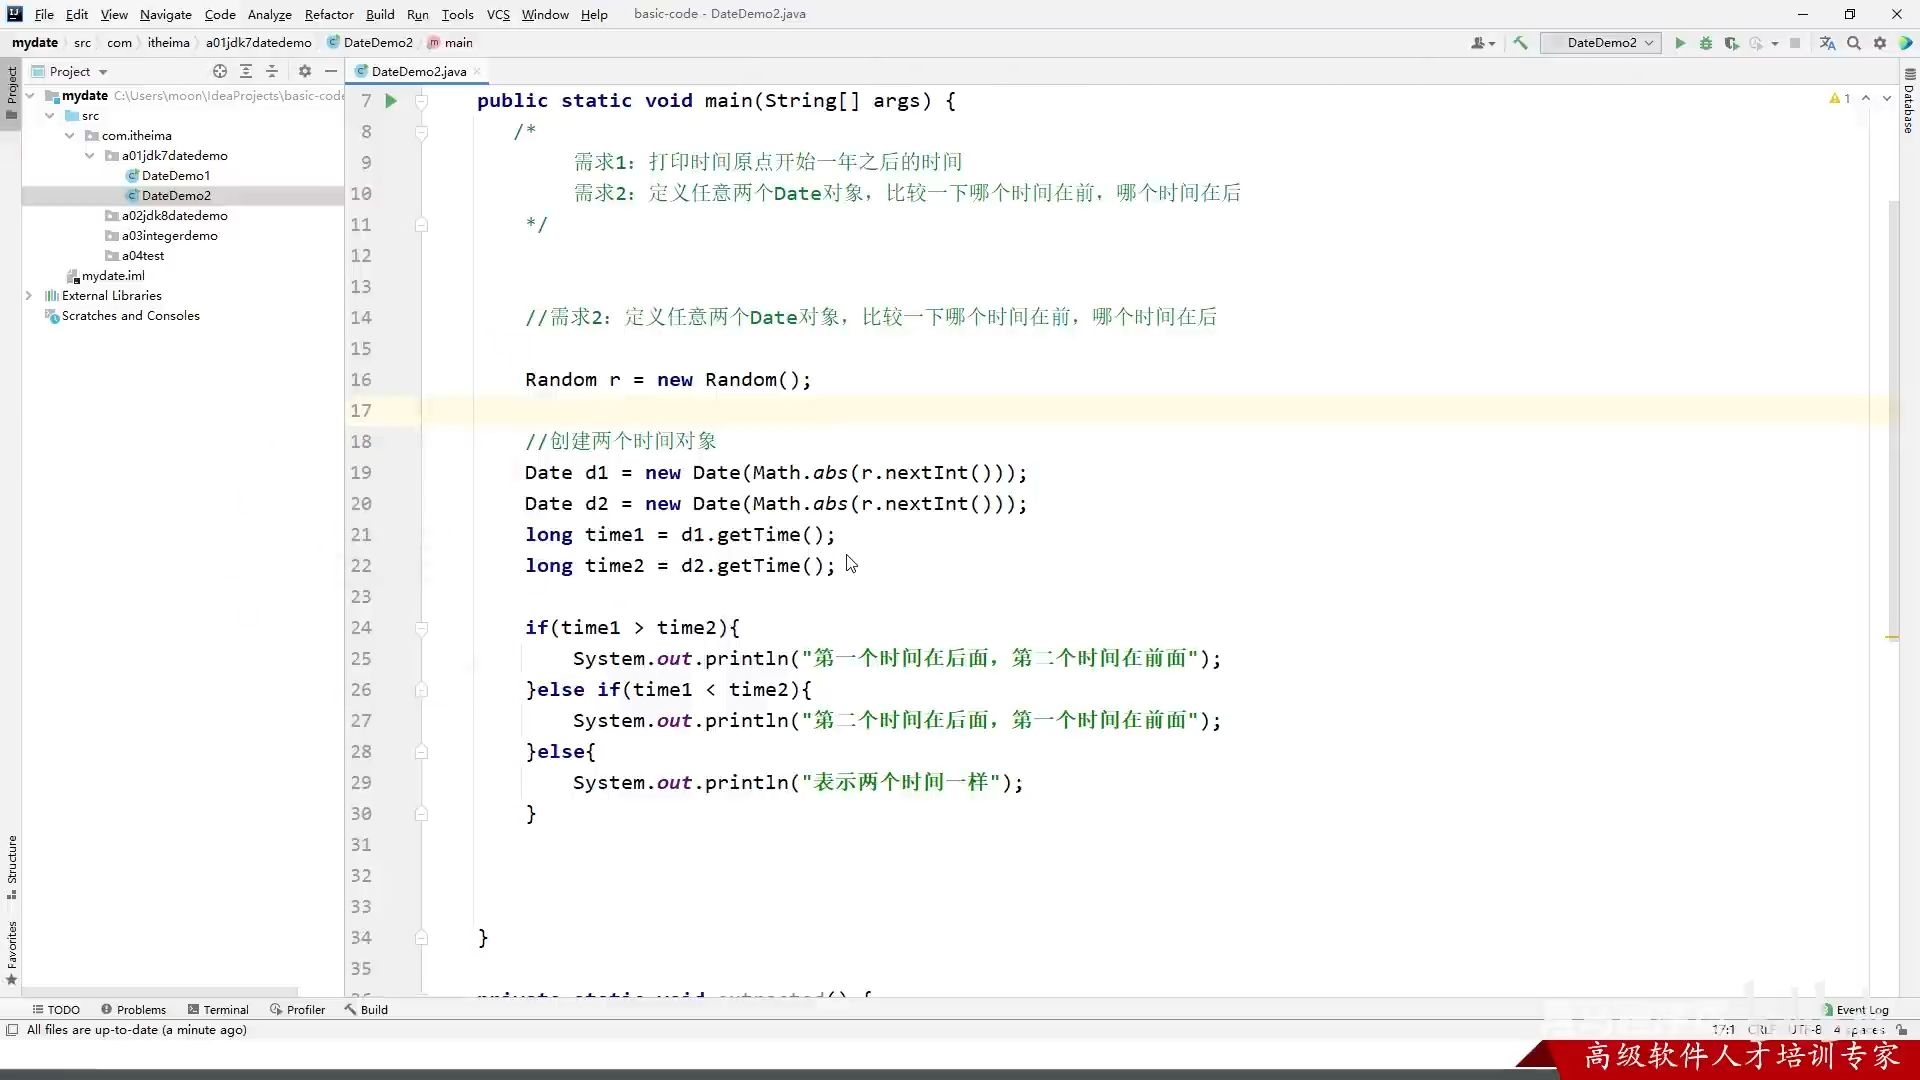 File Edit View Navigate Code Analyze Refactor Build Run Tools VCS Window Help basic-code - DateDemo2.java
mydate src com itheima a01jdk7datedemo DateDemo2 main DateDemo2
Project
DateDemo2.java
Project
Database
mydate C:\Users\moon\IdeaProjects\basic-code
src
com.itheima
a01jdk7datedemo
DateDemo1
DateDemo2
a02jdk8datedemo
a03integerdemo
a04test
mydate.iml
External Libraries
Scratches and Consoles
Structure
Favorites
1
7 public static void main(String[] args) {
8 /*
9 需求1：打印时间原点开始一年之后的时间
10 需求2：定义任意两个Date对象，比较一下哪个时间在前，哪个时间在后
11 */
12
13
14 //需求2：定义任意两个Date对象，比较一下哪个时间在前，哪个时间在后
15
16 Random r = new Random();
17
18 //创建两个时间对象
19 Date d1 = new Date(Math.abs(r.nextInt()));
20 Date d2 = new Date(Math.abs(r.nextInt()));
21 long time1 = d1.getTime();
22 long time2 = d2.getTime();
23
24 if(time1 > time2){
25 System.out.println("第一个时间在后面，第二个时间在前面");
26 }else if(time1 < time2){
27 System.out.println("第二个时间在后面，第一个时间在前面");
28 }else{
29 System.out.println("表示两个时间一样");
30 }
31
32
33
34 }
35
private static void extracted() {
TODO Problems Terminal Profiler Build Event Log
All files are up-to-date (a minute ago) 17:1 CRLF UTF-8 4 spaces
高级软件人才培训专家